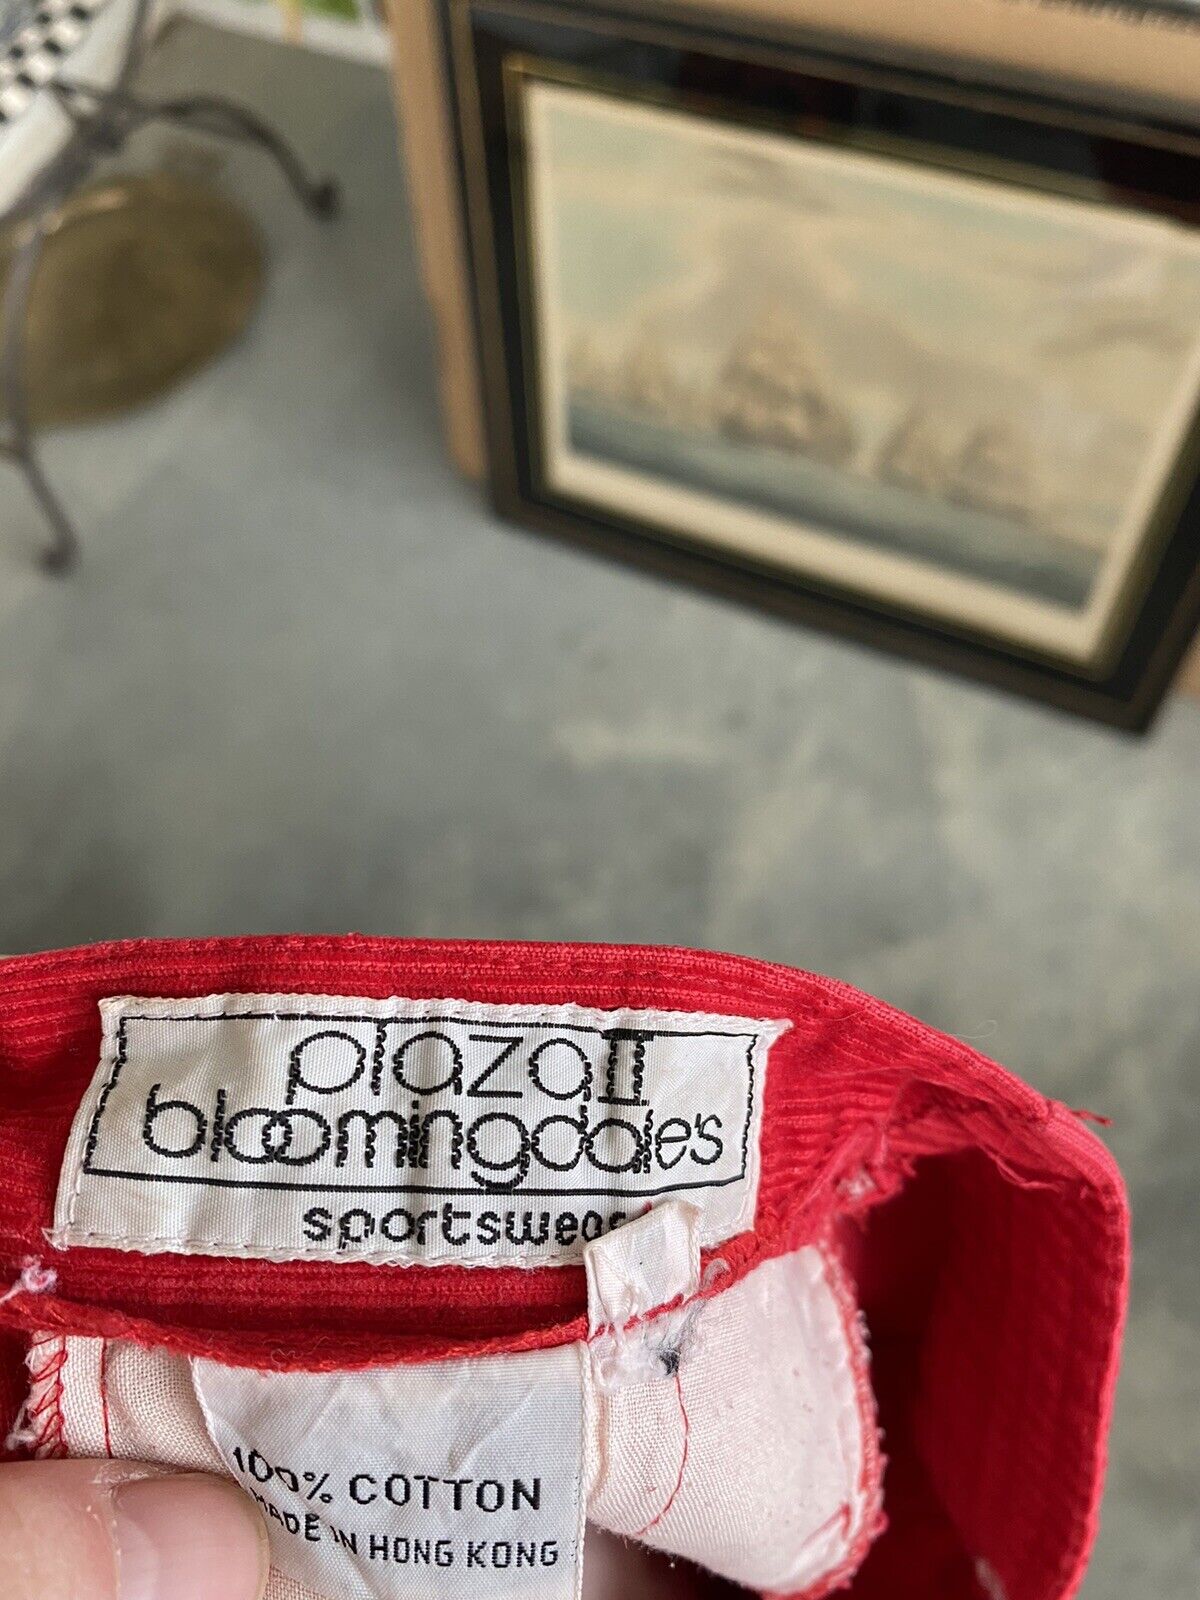 plaza II
bloomingdale's
sportswear
100% COTTON
MADE IN HONG KONG